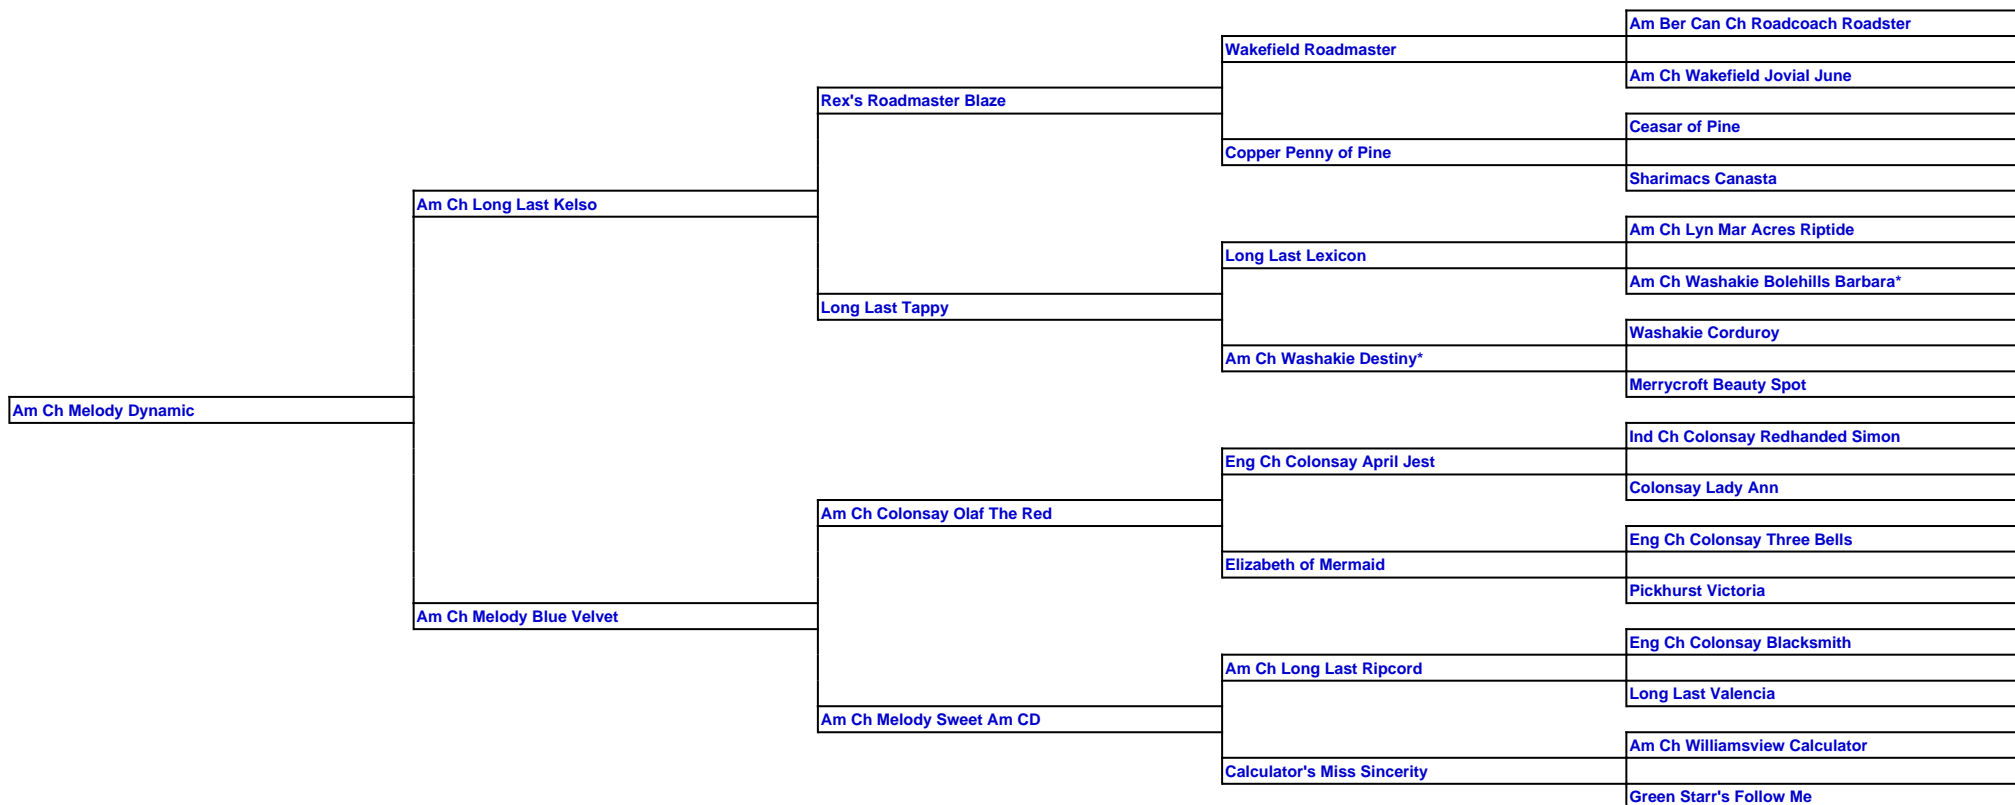 Am Ber Can Ch Roadcoach Roadster
Wakefield Roadmaster
Am Ch Wakefield Jovial June
Rex's Roadmaster Blaze
Ceasar of Pine
Copper Penny of Pine
Sharimacs Canasta
Am Ch Long Last Kelso
Am Ch Lyn Mar Acres Riptide
Long Last Lexicon
Am Ch Washakie Bolehills Barbara*
Long Last Tappy
Washakie Corduroy
Am Ch Washakie Destiny*
Merrycroft Beauty Spot
Am Ch Melody Dynamic
Ind Ch Colonsay Redhanded Simon
Eng Ch Colonsay April Jest
Colonsay Lady Ann
Am Ch Colonsay Olaf The Red
Eng Ch Colonsay Three Bells
Elizabeth of Mermaid
Pickhurst Victoria
Am Ch Melody Blue Velvet
Eng Ch Colonsay Blacksmith
Am Ch Long Last Ripcord
Long Last Valencia
Am Ch Melody Sweet Am CD
Am Ch Williamsview Calculator
Calculator's Miss Sincerity
Green Starr's Follow Me